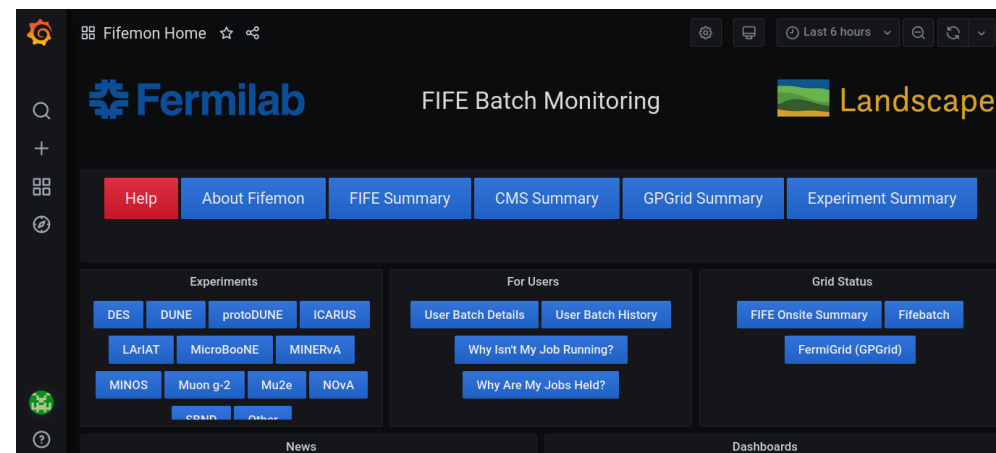 Fifemon Home
Last 6 hours
Fermilab
FIFE Batch Monitoring
Landscape
Help
About Fifemon
FIFE Summary
CMS Summary
GPGrid Summary
Experiment Summary
Experiments
DES
DUNE
protoDUNE
ICARUS
LArIAT
MicroBooNE
MINERvA
MINOS
Muon g-2
Mu2e
NOvA
SBND
Other
For Users
User Batch Details
User Batch History
Why Isn't My Job Running?
Why Are My Jobs Held?
Grid Status
FIFE Onsite Summary
Fifebatch
FermiGrid (GPGrid)
News
Dashboards